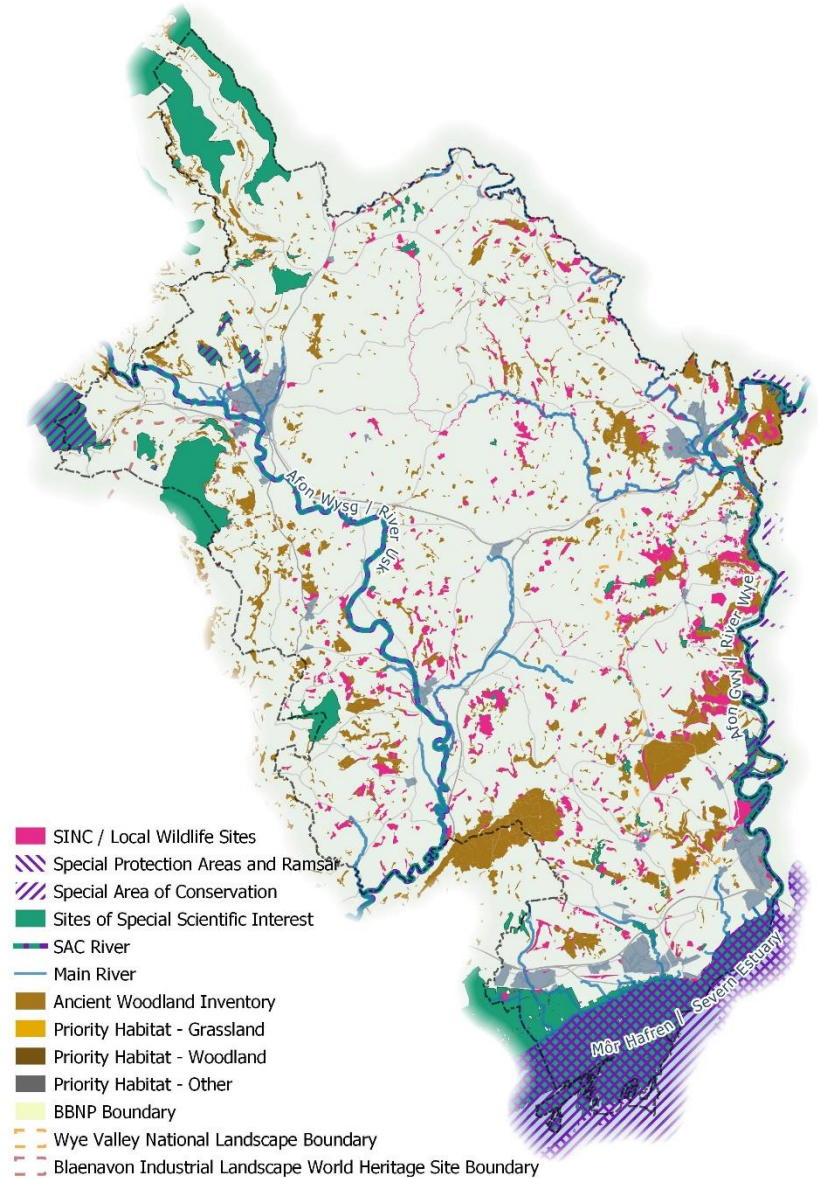 Afon Wysg | River Usk
Afon Gwy | River Wye
Môr Hafren | Severn Estuary
SINC / Local Wildlife Sites
Special Protection Areas and Ramsar
Special Area of Conservation
Sites of Special Scientific Interest
SAC River
Main River
Ancient Woodland Inventory
Priority Habitat - Grassland
Priority Habitat - Woodland
Priority Habitat - Other
BBNP Boundary
Wye Valley National Landscape Boundary
Blaenavon Industrial Landscape World Heritage Site Boundary